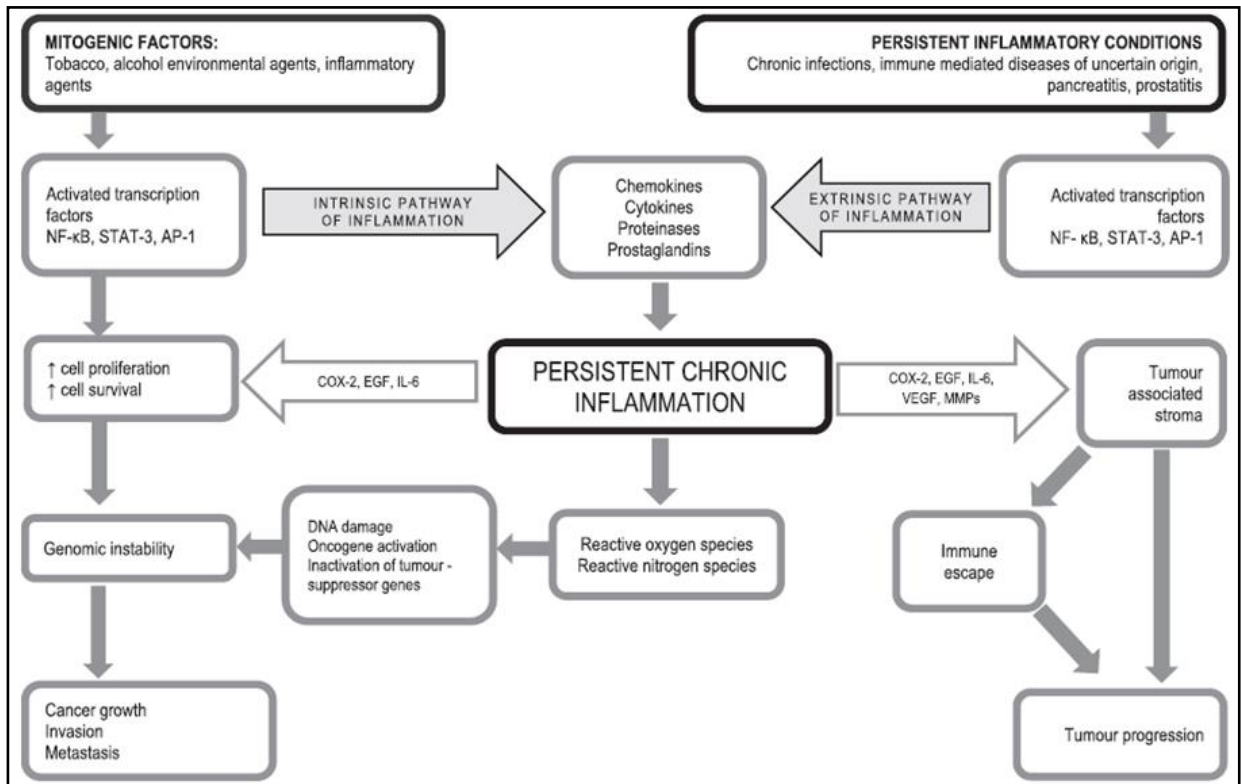 MITOGENIC FACTORS:
Tobacco, alcohol environmental agents, inflammatory
agents
PERSISTENT INFLAMMATORY CONDITIONS
Chronic infections, immune mediated diseases of uncertain origin,
pancreatitis, prostatitis
Activated transcription
factors
NF-κB, STAT-3, AP-1
INTRINSIC PATHWAY
OF INFLAMMATION
Chemokines
Cytokines
Proteinases
Prostaglandins
EXTRINSIC PATHWAY
OF INFLAMMATION
Activated transcription
factors
NF- κB, STAT-3, AP-1
↑ cell proliferation
↑ cell survival
COX-2, EGF, IL-6
PERSISTENT CHRONIC
INFLAMMATION
COX-2, EGF, IL-6,
VEGF, MMPs
Tumour
associated
stroma
Genomic instability
DNA damage
Oncogene activation
Inactivation of tumour -
suppressor genes
Reactive oxygen species
Reactive nitrogen species
Immune
escape
Cancer growth
Invasion
Metastasis
Tumour progression